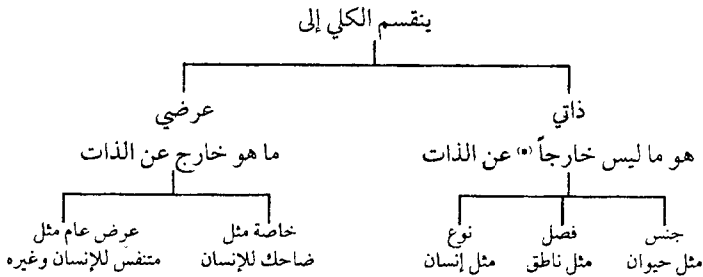 ينقسم الكلي إلى
ذاتي
عرضي
هو ما ليس خارجاً (*) عن الذات
ما هو خارج عن الذات
جنس
مثل حيوان
فصل
مثل ناطق
نوع
مثل إنسان
خاصة مثل
ضاحك للإنسان
عرض عام مثل
متنفس للإنسان وغيره